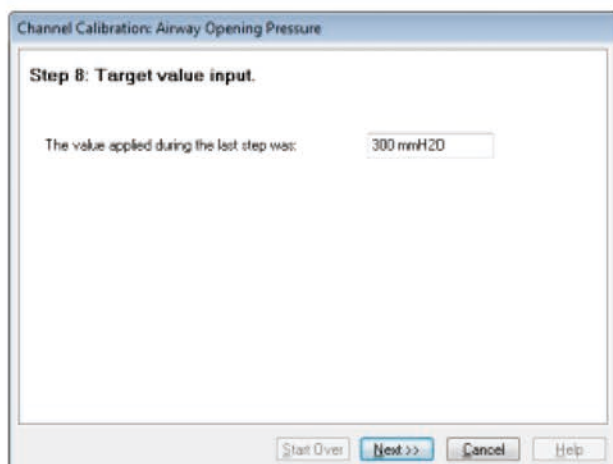 Channel Calibration: Airway Opening Pressure
Step 8: Target value input.
The value applied during the last step was: 300 mmH2O
Start Over Next >> Cancel Help